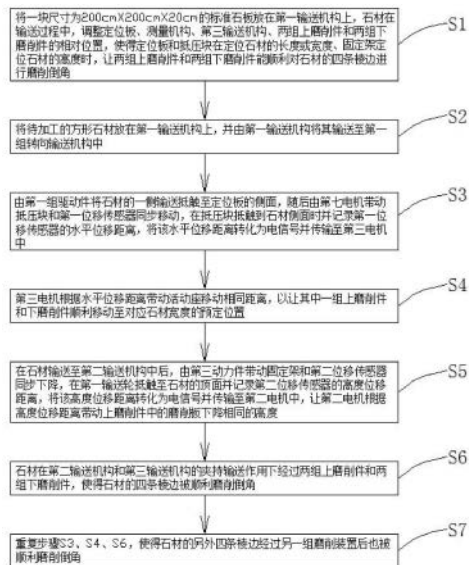 将一块尺寸为200cmX200cmX20cm的标准石板放在第一输送机构上，石材在
输送过程中，调整定位板、测量机构、第三输送机构、两组上磨削件和两组下
磨削件的相对位置，使得定位板和抵压块在定位石材的长度或宽度、固定架定
位石材的高度时，让两组上磨削件和两组下磨削件能顺利对石材的四条棱边进
行磨削倒角
S1
将待加工的方形石材放在第一输送机构上，并由第一输送机构将其输送至第一
组转向输送机构中
S2
由第一组驱动件将石材的一侧输送抵触至定位板的侧面，随后由第七电机带动
抵压块和第一位移传感器同步移动，在抵压块抵触到石材侧面时并记录第一位
移传感器的水平位移距离，将该水平位移距离转化为电信号并传输至第三电机
中
S3
第三电机根据水平位移距离带动活动座移动相同距离，以让其中一组上磨削件
和下磨削件顺利移动至对应石材宽度的预定位置
S4
在石材输送至第二输送机构中后，由第三动力件带动固定架和第二位移传感器
同步下降，在第一输送轮抵触至石材的顶面并记录第二位移传感器的高度位移
距离，将该高度位移距离转化为电信号并传输至第二电机中，让第二电机根据
高度位移距离带动上磨削件中的磨削版下降相同的高度
S5
石材在第二输送机构和第三输送机构的夹持输送作用下经过两组上磨削件和两
组下磨削件，使得石材的四条棱边被顺利磨削倒角
S6
重复步骤S3、S4、S6，使得石材的另外四条棱边经过另一组磨削装置后也被
顺利磨削倒角
S7